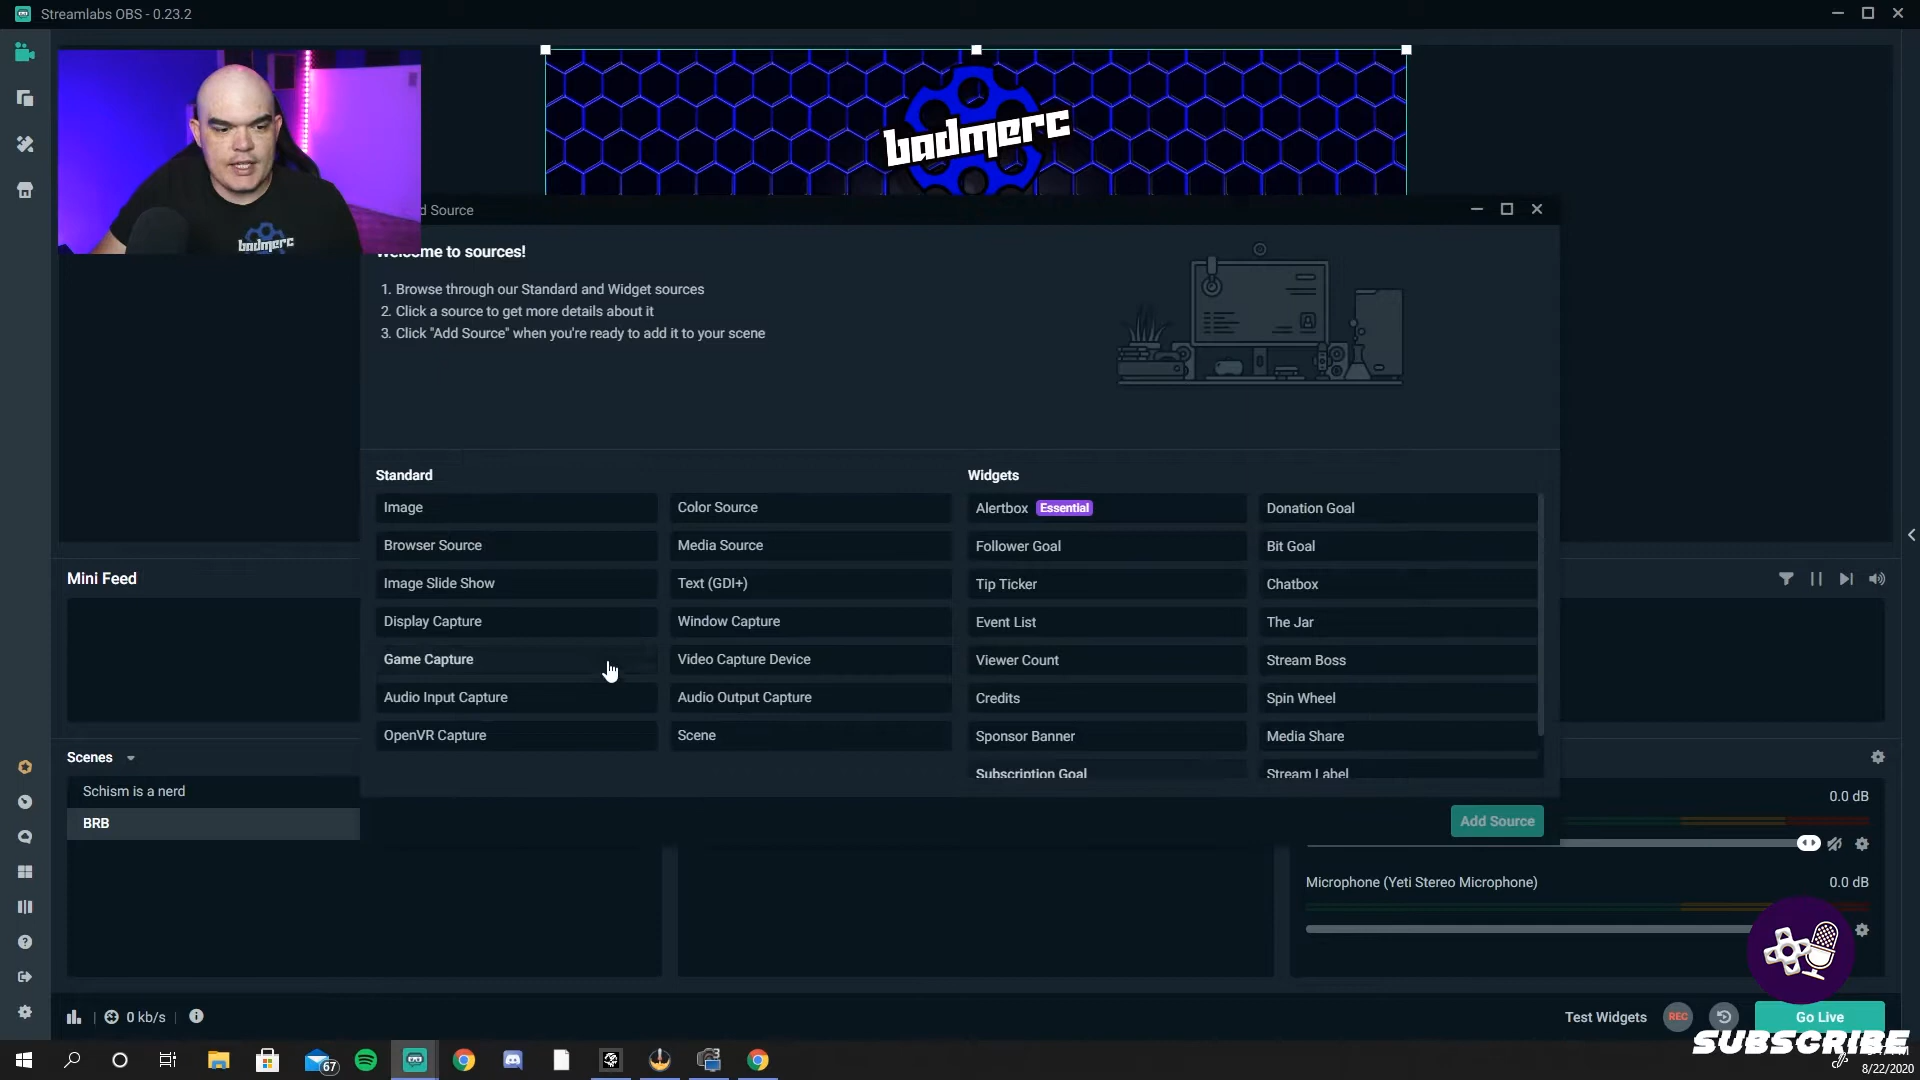 Streamlabs OBS - 0.23.2
badmerc
badmerc
d Source
Welcome to sources!
1. Browse through our Standard and Widget sources
2. Click a source to get more details about it
3. Click "Add Source" when you're ready to add it to your scene
Standard
Widgets
Image
Color Source
Alertbox Essential
Donation Goal
Browser Source
Media Source
Follower Goal
Bit Goal
Image Slide Show
Text (GDI+)
Tip Ticker
Chatbox
Display Capture
Window Capture
Event List
The Jar
Game Capture
Video Capture Device
Viewer Count
Stream Boss
Audio Input Capture
Audio Output Capture
Credits
Spin Wheel
OpenVR Capture
Scene
Sponsor Banner
Media Share
Subscription Goal
Stream Label
Mini Feed
Scenes
Schism is a nerd
BRB
Add Source
0.0 dB
Microphone (Yeti Stereo Microphone)
0.0 dB
0 kb/s
Test Widgets
REC
Go Live
SUBSCRIBE
67
8/22/2020